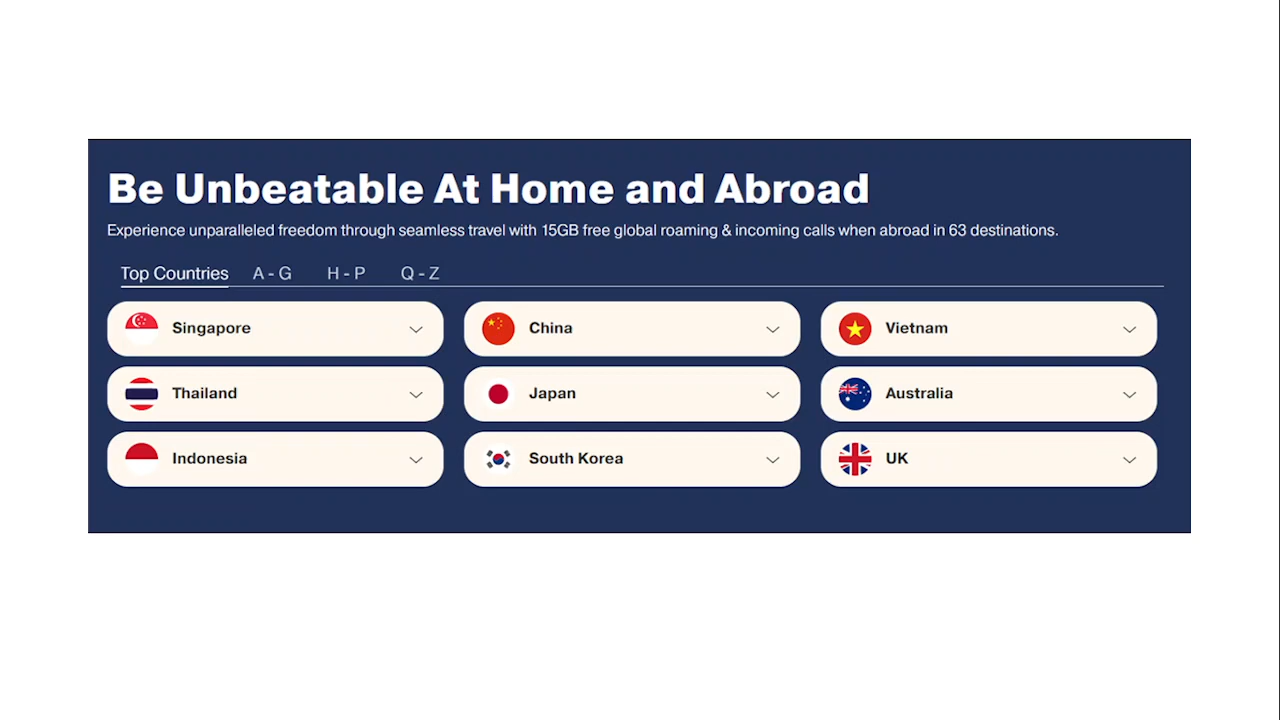 Be Unbeatable At Home and Abroad
Experience unparalleled freedom through seamless travel with 15GB free global roaming & incoming calls when abroad in 63 destinations.
Top Countries A - G H - P Q - Z
Singapore China Vietnam
Thailand Japan Australia
Indonesia South Korea UK